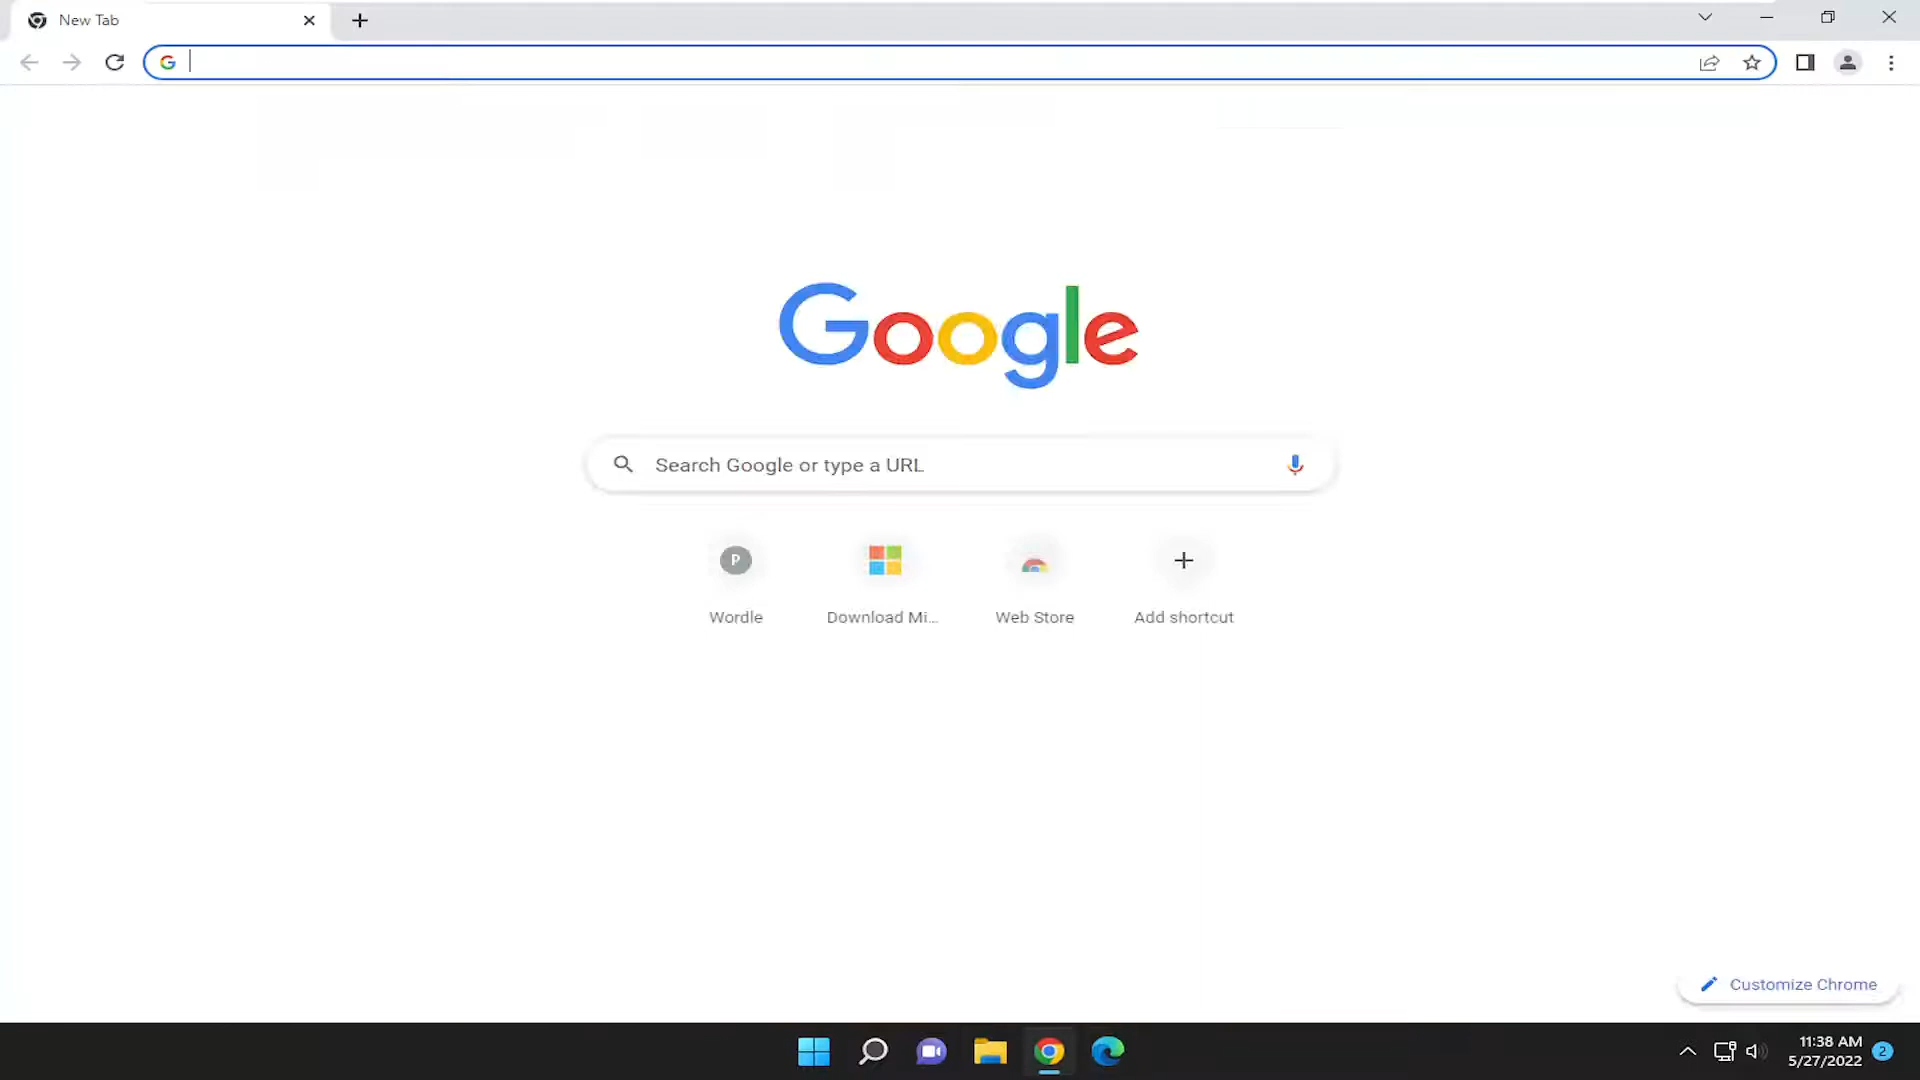 New Tab
Google
Search Google or type a URL
P
Wordle
Download Mi...
Web Store
Add shortcut
Customize Chrome
11:38 AM
5/27/2022
2